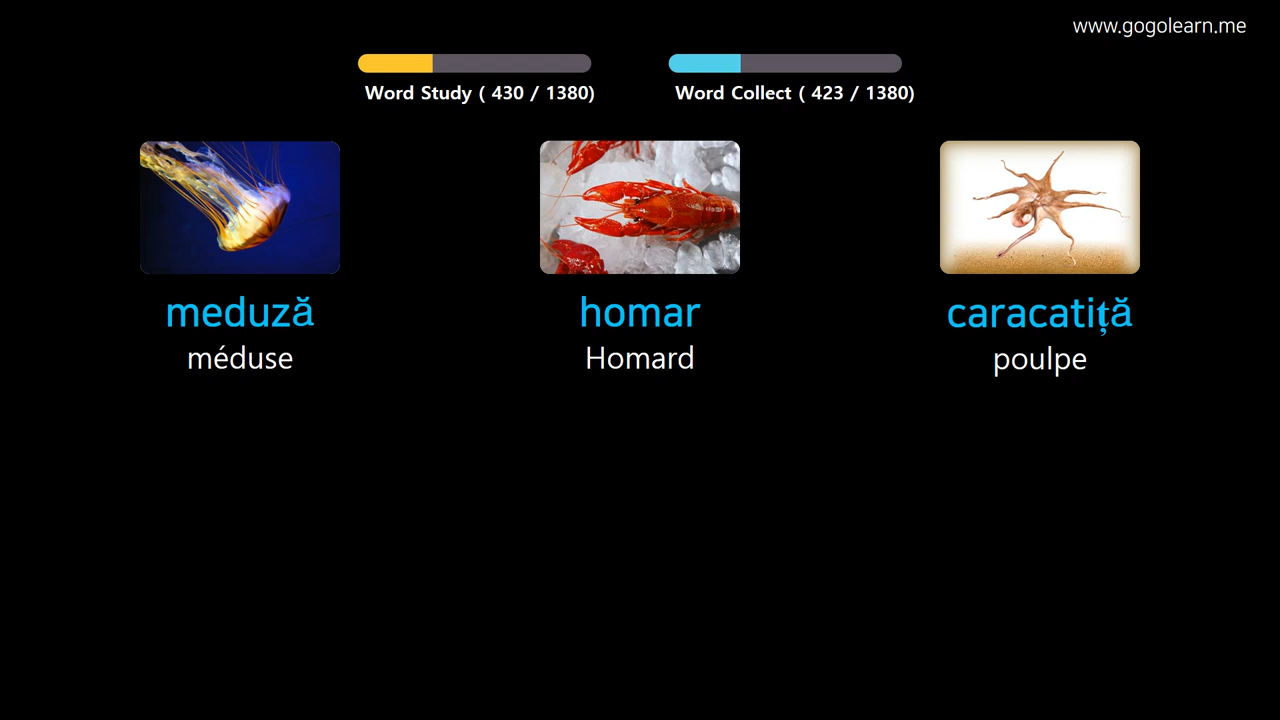 www.gogolearn.me
Word Study ( 430 / 1380)
Word Collect ( 423 / 1380)
meduză
homar
caracatiță
méduse
Homard
poulpe